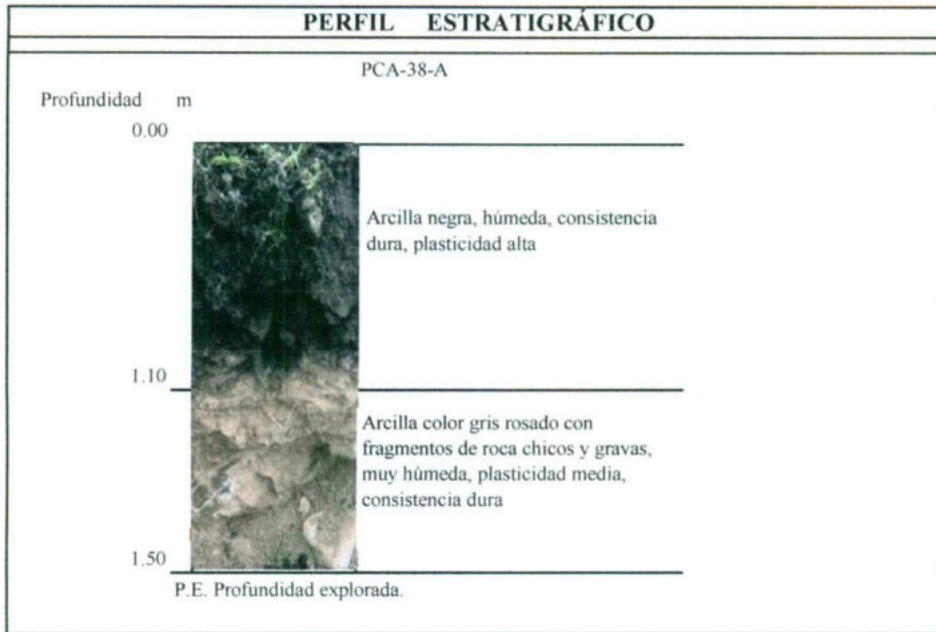 PERFIL ESTRATIGRÁFICO
PCA-38-A
Profundidad m
0.00
Arcilla negra, húmeda, consistencia
dura, plasticidad alta
1.10
Arcilla color gris rosado con
fragmentos de roca chicos y gravas,
muy húmeda, plasticidad media,
consistencia dura
1.50
P.E. Profundidad explorada.